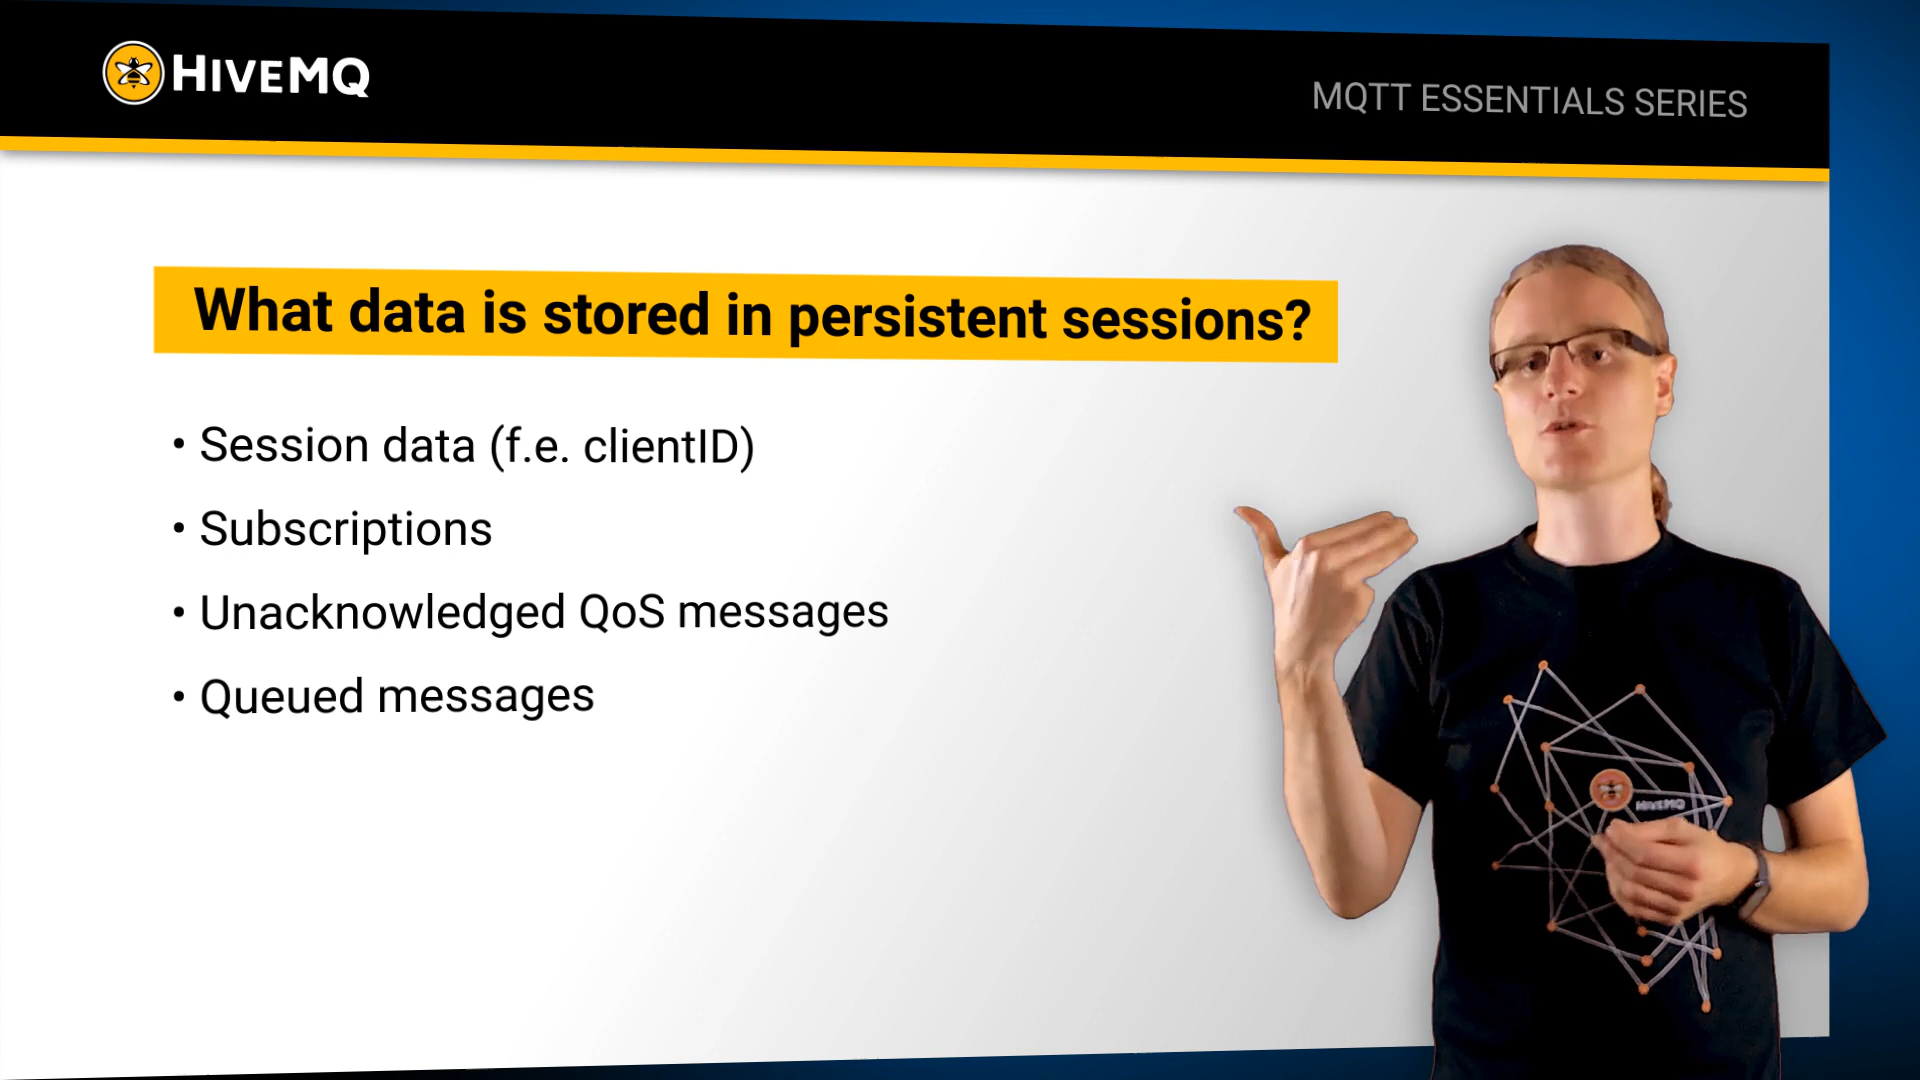 HIVEMQ
MQTT ESSENTIALS SERIES
What data is stored in persistent sessions?
• Session data (f.e. clientID)
• Subscriptions
• Unacknowledged QoS messages
• Queued messages
HIVEMQ